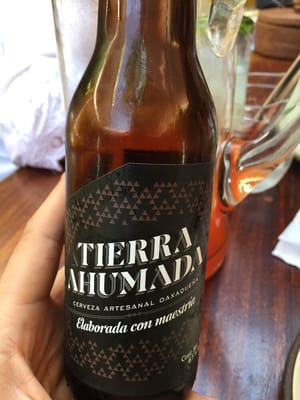 TIERRA
AHUMADA
CERVEZA ARTESANAL OAXAQUEÑA
Elaborada con maestría